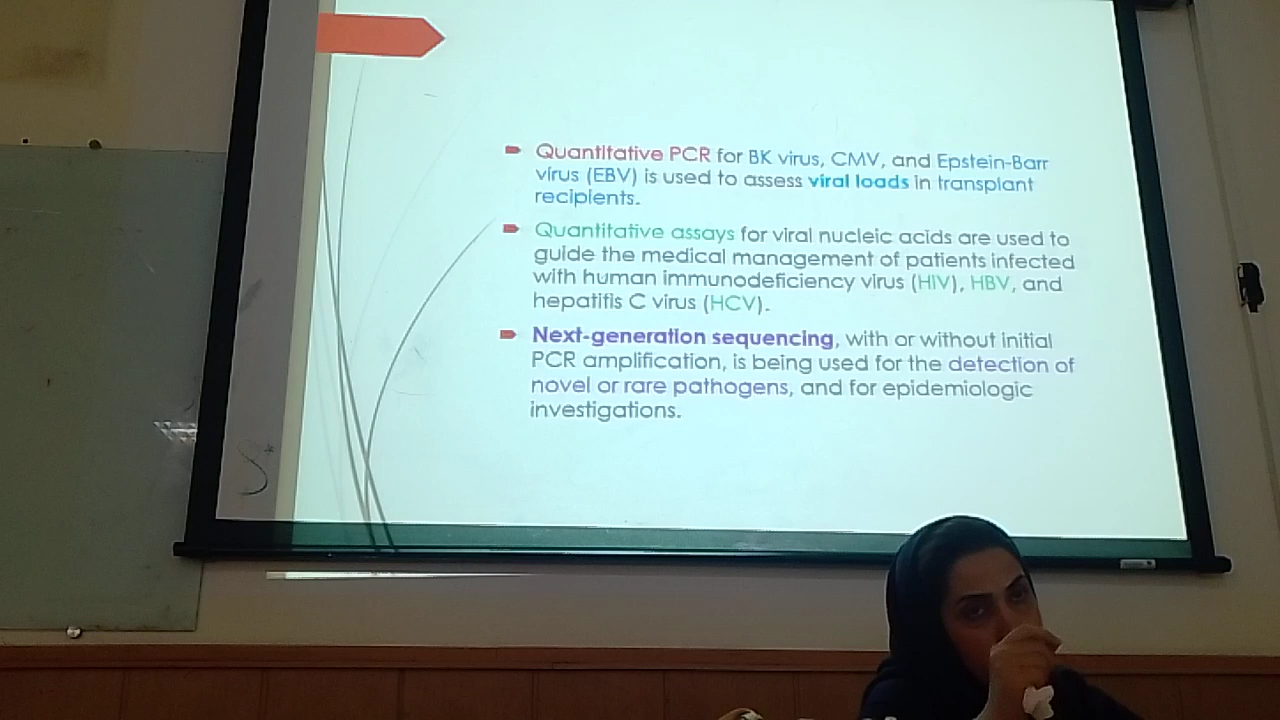 Quantitative PCR for BK virus, CMV, and Epstein-Barr
virus (EBV) is used to assess viral loads in transplant
recipients.
Quantitative assays for viral nucleic acids are used to
guide the medical management of patients infected
with human immunodeficiency virus (HIV), HBV, and
hepatitis C virus (HCV).
Next-generation sequencing, with or without initial
PCR amplification, is being used for the detection of
novel or rare pathogens, and for epidemiologic
investigations.